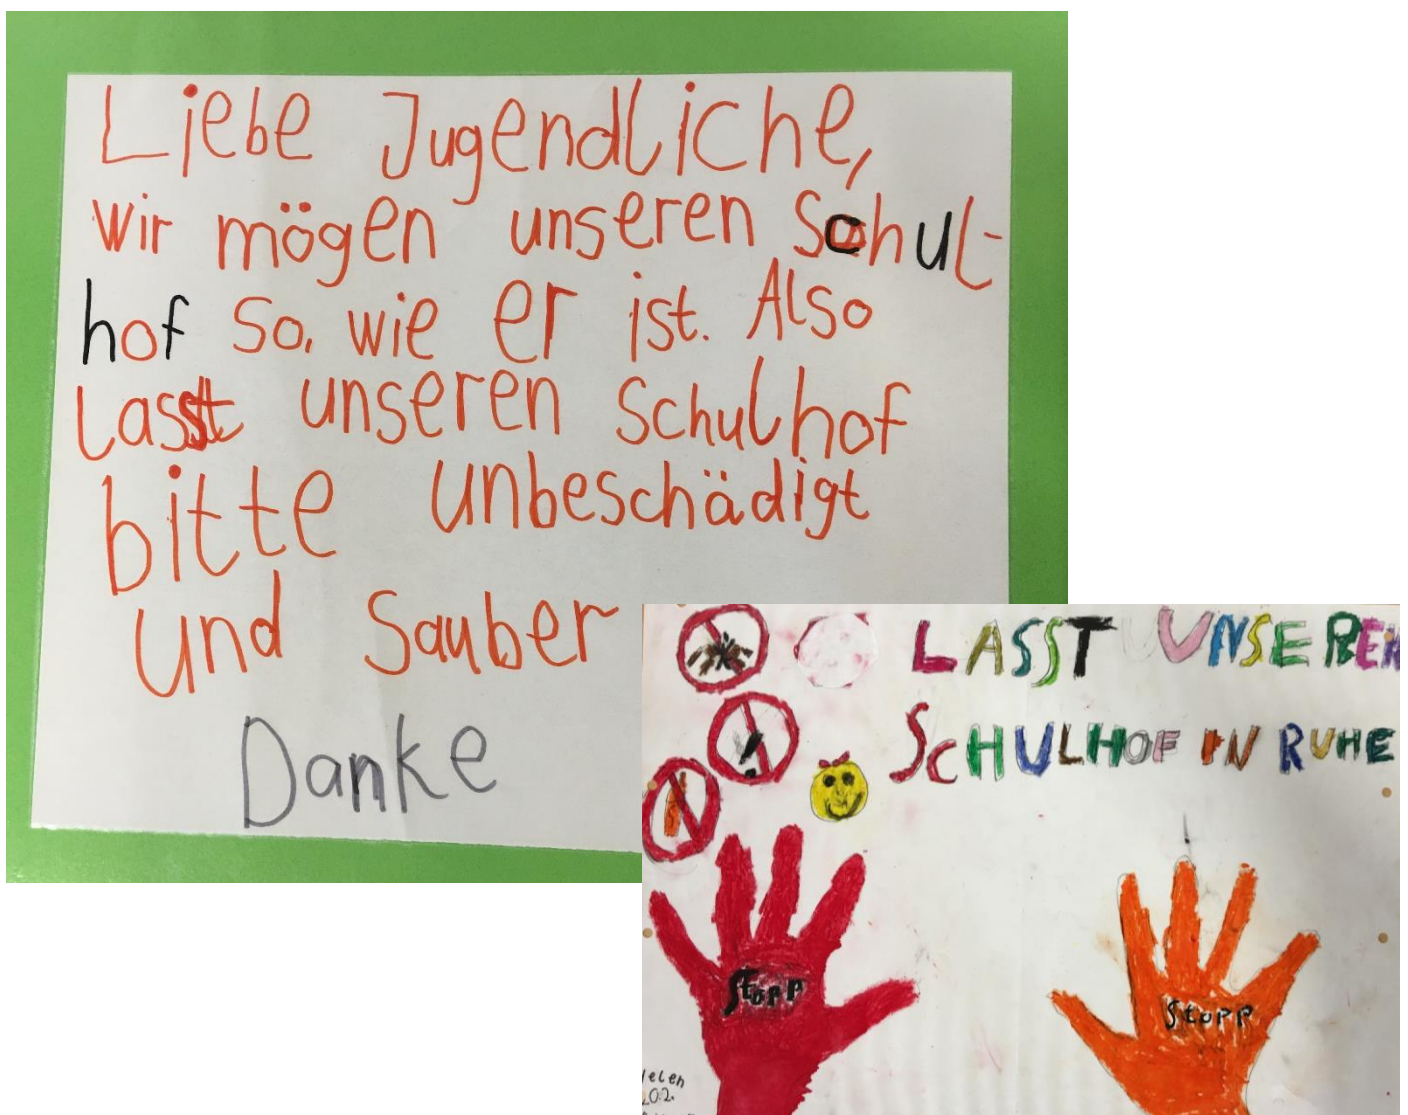 Liebe Jugendliche,
wir mögen unseren Schul-
hof so, wie er ist. Also
lasst unseren Schulhof
bitte unbeschädigt
und Sauber
Danke
LASST UNSEREN
SCHULHOF IN RUHE
Stopp
Stopp
elen